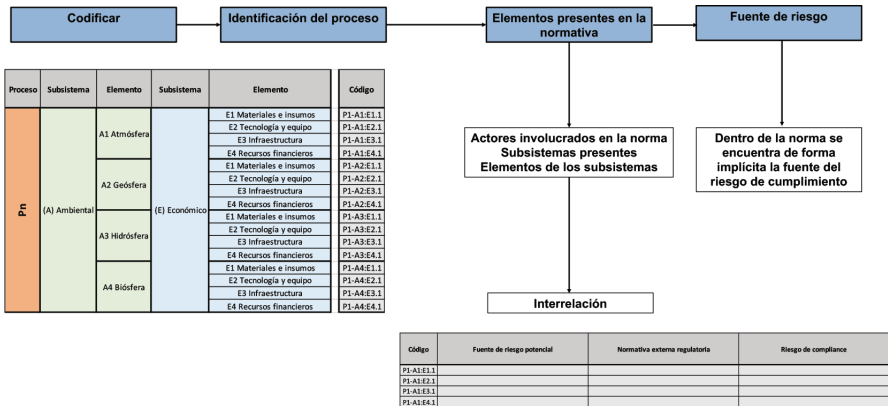 Codificar
Identificación del proceso
Elementos presentes en la
normativa
Fuente de riesgo
Proceso Subsistema Elemento Subsistema Elemento Código
Pn
(A) Ambiental
A1 Atmósfera
(E) Económico
E1 Materiales e insumos P1-A1:E1.1
E2 Tecnología y equipo P1-A1:E2.1
E3 Infraestructura P1-A1:E3.1
E4 Recursos financieros P1-A1:E4.1
A2 Geósfera
E1 Materiales e insumos P1-A2:E1.1
E2 Tecnología y equipo P1-A2:E2.1
E3 Infraestructura P1-A2:E3.1
E4 Recursos financieros P1-A2:E4.1
A3 Hidrósfera
E1 Materiales e insumos P1-A3:E1.1
E2 Tecnología y equipo P1-A3:E2.1
E3 Infraestructura P1-A3:E3.1
E4 Recursos financieros P1-A3:E4.1
A4 Biósfera
E1 Materiales e insumos P1-A4:E1.1
E2 Tecnología y equipo P1-A4:E2.1
E3 Infraestructura P1-A4:E3.1
E4 Recursos financieros P1-A4:E4.1
Actores involucrados en la norma
Subsistemas presentes
Elementos de los subsistemas
Dentro de la norma se
encuentra de forma
implícita la fuente del
riesgo de cumplimiento
Interrelación
Código Fuente de riesgo potencial Normativa externa regulatoria Riesgo de compliance
P1-A1:E1.1
P1-A1:E2.1
P1-A1:E3.1
P1-A1:E4.1